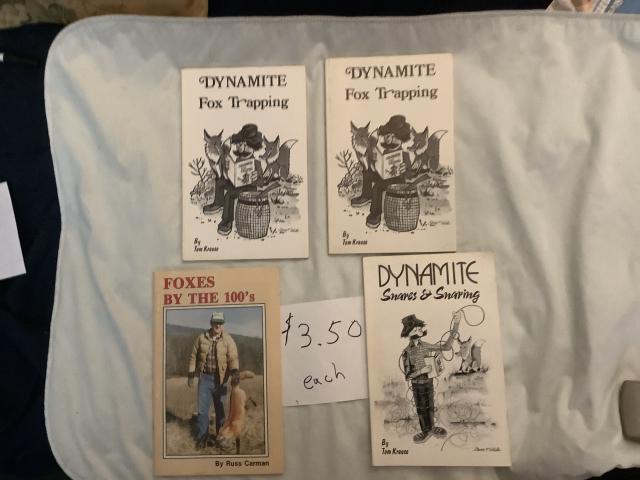 DYNAMITE
Fox Trapping
By
Tom Krause
DYNAMITE
Fox Trapping
By
Tom Krause
FOXES
BY THE 100's
By Russ Carman
$3.50
each
DYNAMITE
Snares & Snaring
By
Tom Krause